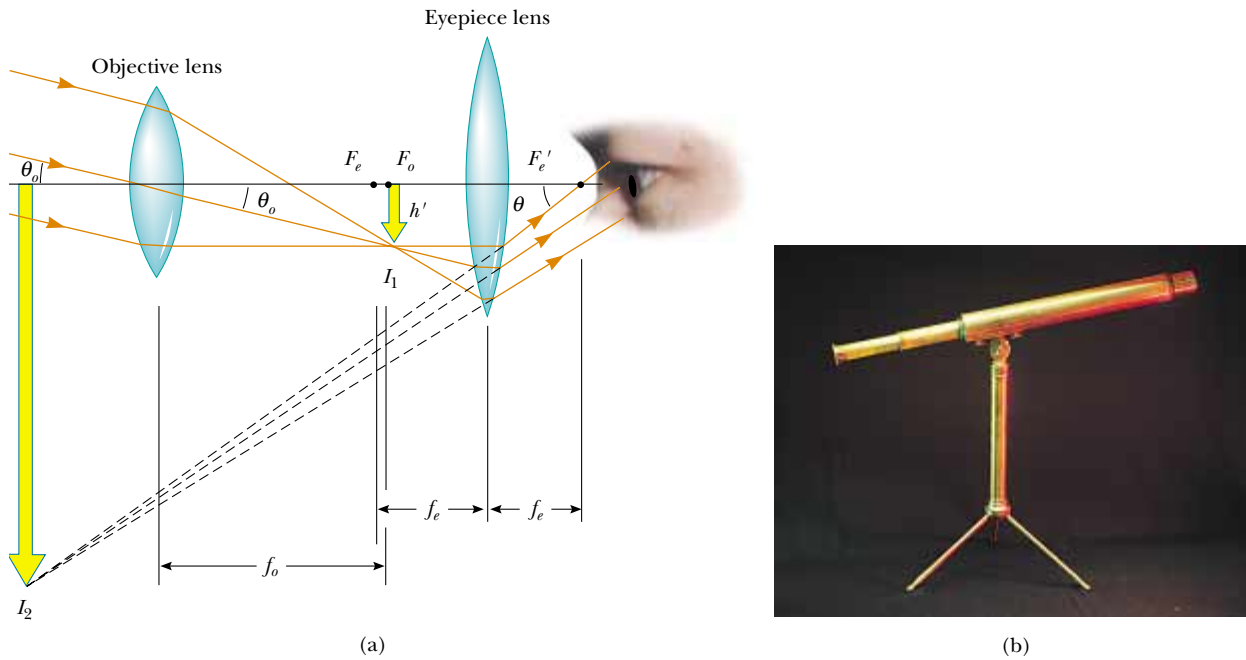 Eyepiece lens
Objective lens
θo
θo
Fe
Fo
Fe′
θ
h′
I1
fe
fe
fo
I2
(a)
(b)